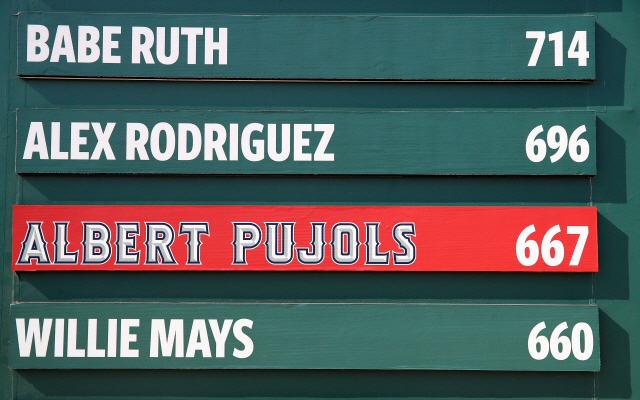 BABE RUTH 714
ALEX RODRIGUEZ 696
ALBERT PUJOLS 667
WILLIE MAYS 660